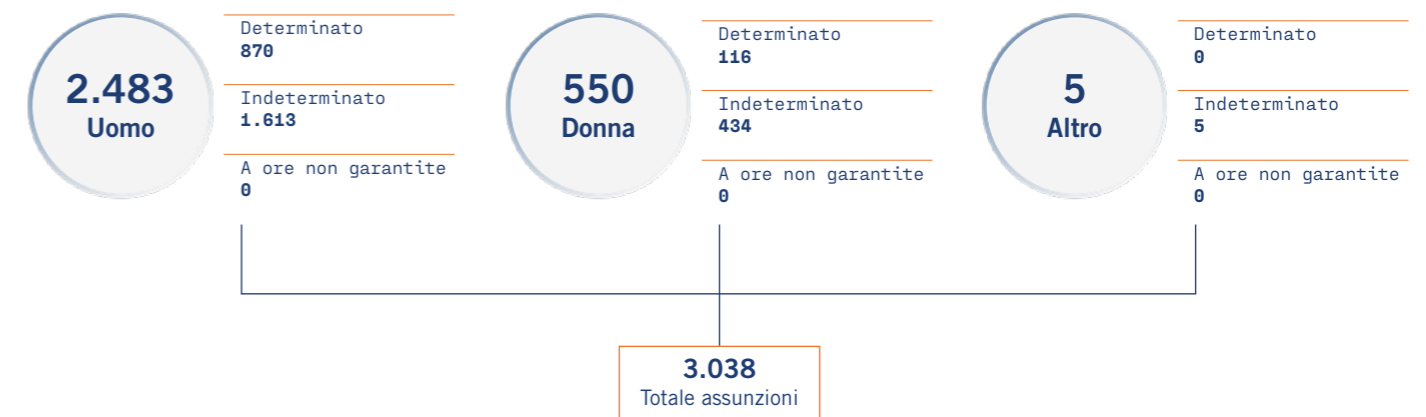 2.483
Uomo
Determinato
870
Indeterminato
1.613
A ore non garantite
0
550
Donna
Determinato
116
Indeterminato
434
A ore non garantite
0
5
Altro
Determinato
0
Indeterminato
5
A ore non garantite
0
3.038
Totale assunzioni